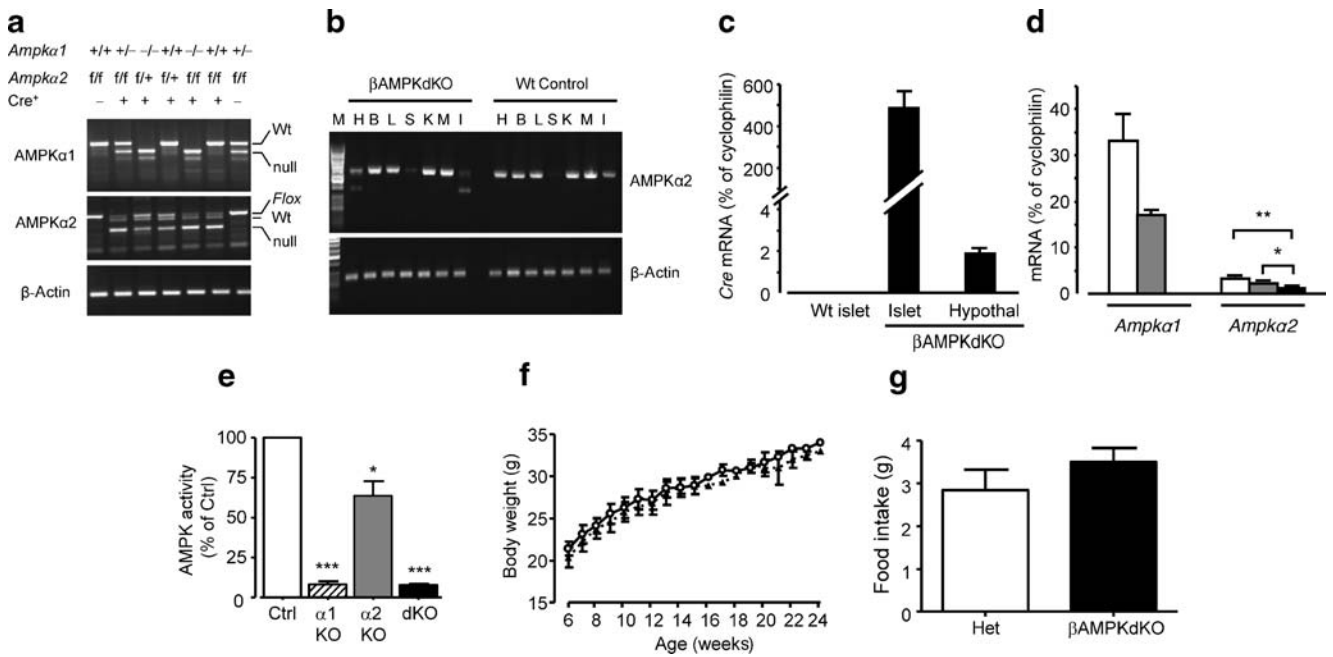 a
Ampkα1 +/+ +/– –/– +/+ –/– +/+ +/–
Ampkα2 f/f f/f f/+ f/+ f/f f/f f/f
Cre⁺ – + + + + + –
AMPKα1
Wt
null
AMPKα2
Flox
Wt
null
β-Actin
b
βAMPKdKO Wt Control
M H B L S K M I H B L S K M I
AMPKα2
β-Actin
c
Cre mRNA (% of cyclophilin)
600
500
400
300
200
4
2
0
Wt islet Islet Hypothal
βAMPKdKO
d
mRNA (% of cyclophilin)
40
30
20
10
0
**
*
Ampkα1 Ampkα2
e
AMPK activity
(% of Ctrl)
100
75
50
25
0
***
*
***
Ctrl α1 KO α2 KO dKO
f
Body weight (g)
35
30
25
20
15
6 8 10 12 14 16 18 20 22 24
Age (weeks)
g
Food intake (g)
4
3
2
1
0
Het βAMPKdKO